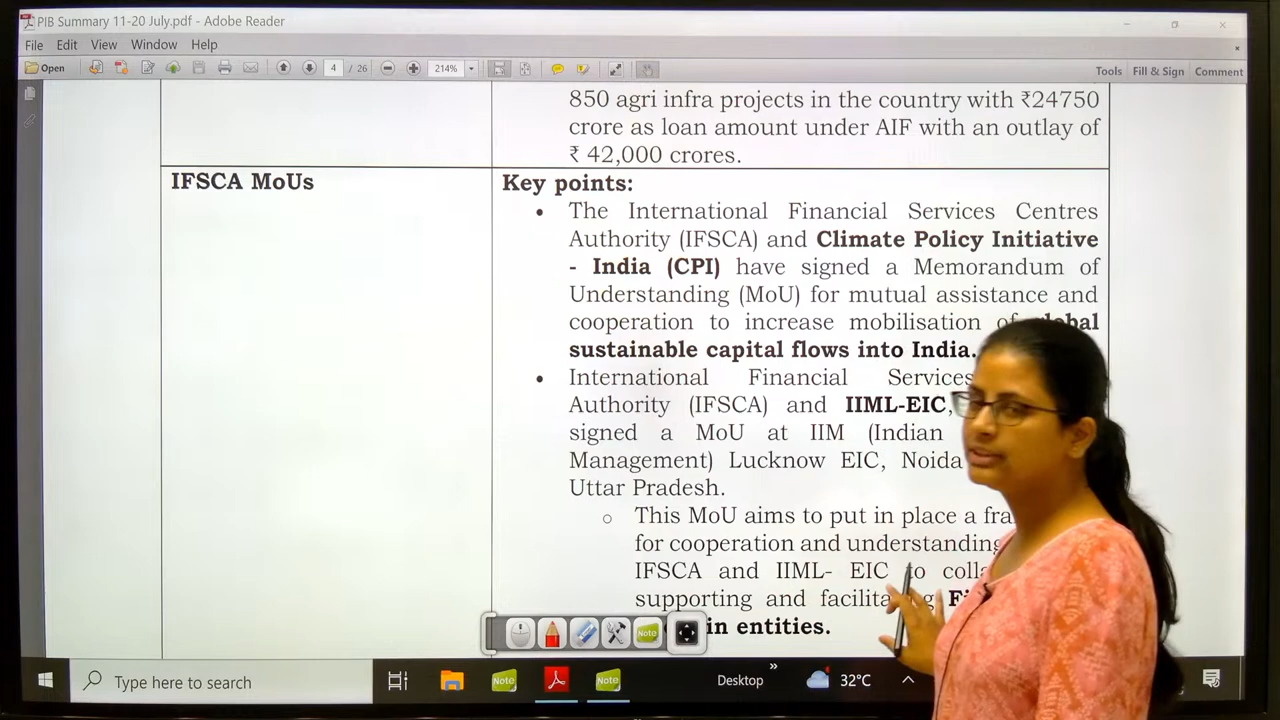 PIB Summary 11-20 July.pdf - Adobe Reader
File Edit View Window Help
Open 4 / 26 214% Tools Fill & Sign Comment
850 agri infra projects in the country with ₹24750
crore as loan amount under AIF with an outlay of
₹ 42,000 crores.
IFSCA MoUs
Key points:
• The International Financial Services Centres
Authority (IFSCA) and Climate Policy Initiative
- India (CPI) have signed a Memorandum of
Understanding (MoU) for mutual assistance and
cooperation to increase mobilisation of global
sustainable capital flows into India.
• International Financial Services
Authority (IFSCA) and IIML-EIC,
signed a MoU at IIM (Indian
Management) Lucknow EIC, Noida
Uttar Pradesh.
o This MoU aims to put in place a
for cooperation and understanding
IFSCA and IIML- EIC to
supporting and facilitating
in entities.
Note
Type here to search Note Note Desktop » 32°C